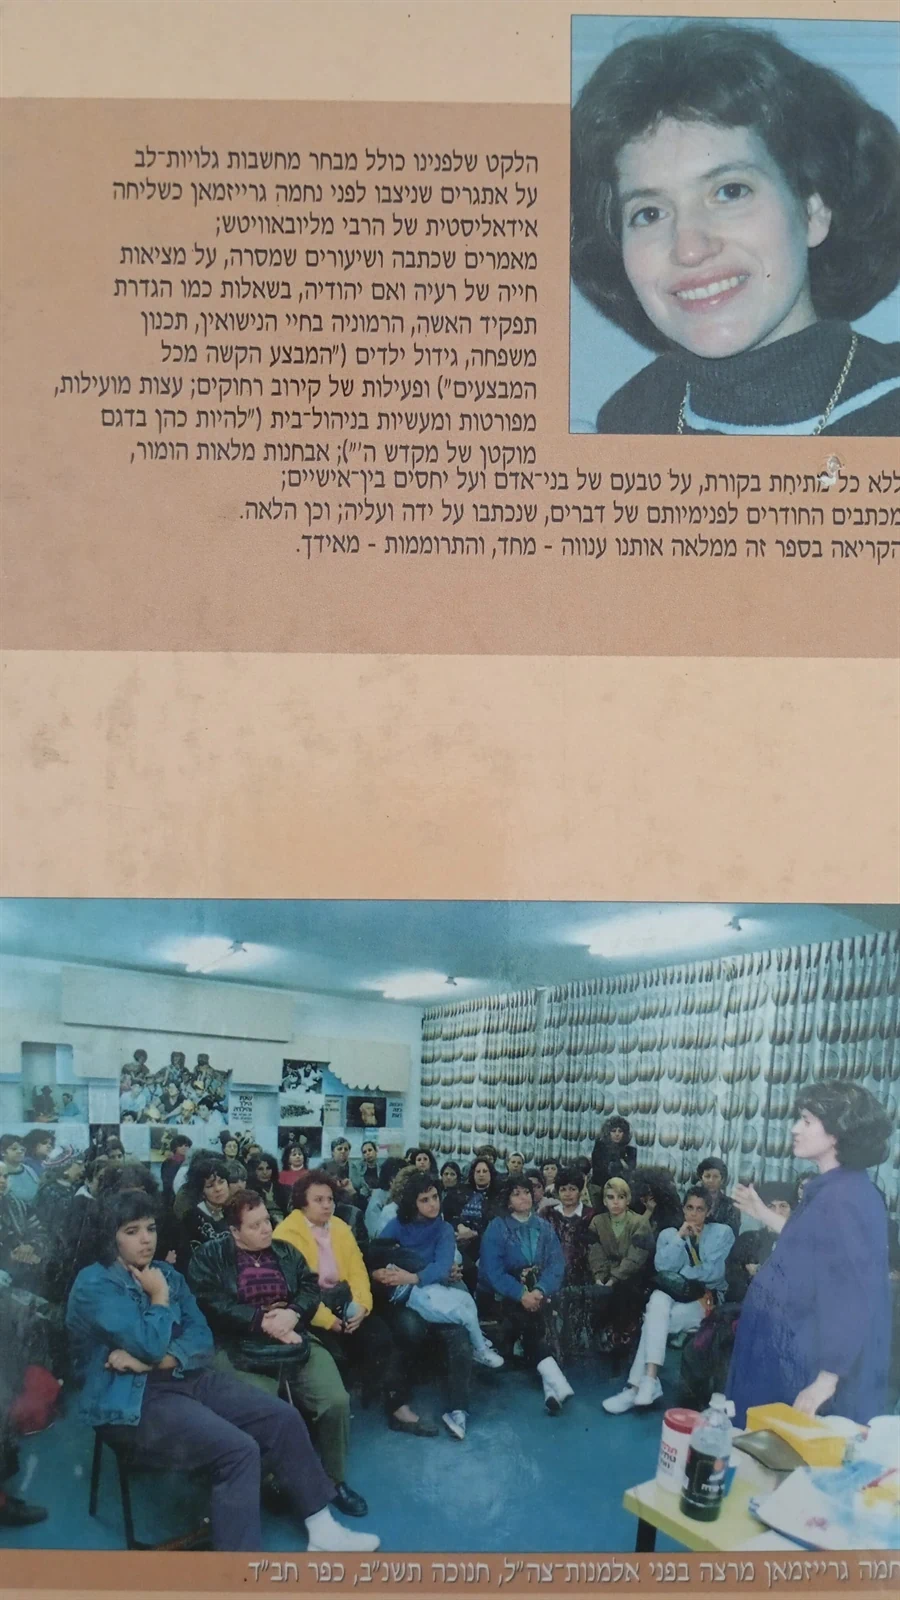 הלקט שלפנינו כולל מבחר מחשבות גלויות־לב
על אתגרים שניצבו לפני נחמה גרייזמאן כשליחה
אידאליסטית של הרבי מליובאוויטש;
מאמרים שכתבה ושיעורים שמסרה, על מציאות
חייה של רעיה ואם יהודיה, בשאלות כמו הגדרת
תפקיד האשה, הרמוניה בחיי הנישואין, תכנון
משפחה, גידול ילדים ("המבצע הקשה מכל
המבצעים") ופעילות של קירוב רחוקים; עצות מועילות,
מפורטות ומעשיות בניהול־בית ("להיות כהן בדגם
מוקטן של מקדש ה'"); אבחנות מלאות הומור,
ללא כל מתיחת בקורת, על טבעם של בני־אדם ועל יחסים בין־אישיים;
מכתבים החודרים לפנימיותם של דברים, שנכתבו על ידה ועליה; וכן הלאה.
הקריאה בספר זה ממלאה אותנו ענווה - מחד, והתרוממות - מאידך.
חמה גרייזמאן מרצה בפני אלמנות־צה"ל, חנוכה תשנ"ב, כפר חב"ד.